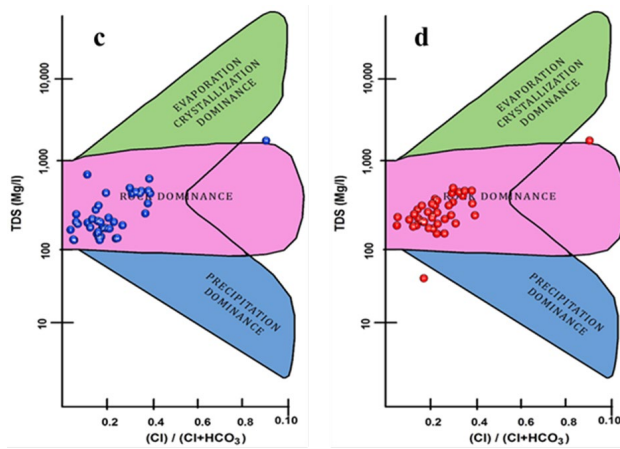 c
TDS (Mg/l)
10,000
1,000
100
10
EVAPORATION
CRYSTALLIZATION
DOMINANCE
ROCK DOMINANCE
PRECIPITATION
DOMINANCE
0.2 0.4 0.6 0.8 0.10
(Cl) / (Cl+HCO₃)
d
TDS (Mg/l)
10,000
1,000
100
10
EVAPORATION
CRYSTALLIZATION
DOMINANCE
ROCK DOMINANCE
PRECIPITATION
DOMINANCE
0.2 0.4 0.6 0.8 0.10
(Cl) / (Cl+HCO₃)